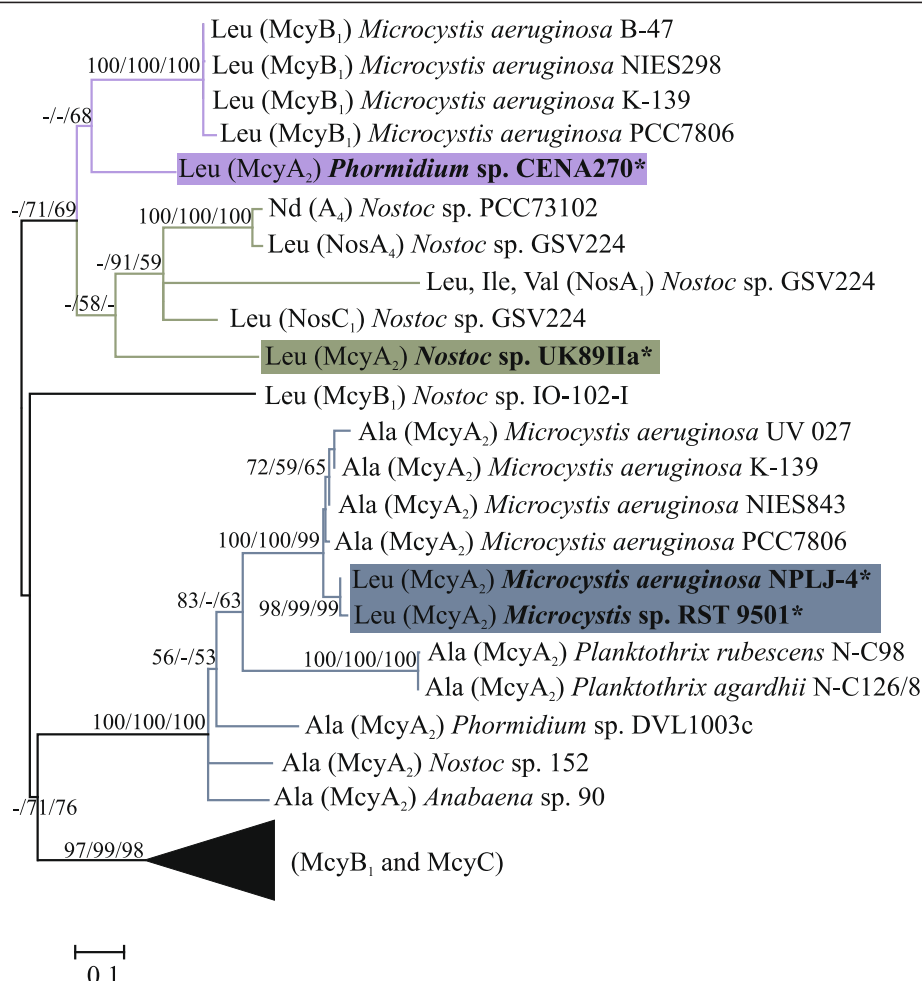 Leu (McyB₁) Microcystis aeruginosa B-47
100/100/100
Leu (McyB₁) Microcystis aeruginosa NIES298
Leu (McyB₁) Microcystis aeruginosa K-139
-/-/68
Leu (McyB₁) Microcystis aeruginosa PCC7806
Leu (McyA₂) Phormidium sp. CENA270*
-/71/69
100/100/100
Nd (A₄) Nostoc sp. PCC73102
Leu (NosA₄) Nostoc sp. GSV224
-/91/59
Leu, Ile, Val (NosA₁) Nostoc sp. GSV224
-/58/-
Leu (NosC₁) Nostoc sp. GSV224
Leu (McyA₂) Nostoc sp. UK89IIa*
Leu (McyB₁) Nostoc sp. IO-102-I
Ala (McyA₂) Microcystis aeruginosa UV 027
72/59/65
Ala (McyA₂) Microcystis aeruginosa K-139
Ala (McyA₂) Microcystis aeruginosa NIES843
100/100/99
Ala (McyA₂) Microcystis aeruginosa PCC7806
Leu (McyA₂) Microcystis aeruginosa NPLJ-4*
83/-/63
98/99/99
Leu (McyA₂) Microcystis sp. RST 9501*
56/-/53
100/100/100
Ala (McyA₂) Planktothrix rubescens N-C98
Ala (McyA₂) Planktothrix agardhii N-C126/8
100/100/100
Ala (McyA₂) Phormidium sp. DVL1003c
Ala (McyA₂) Nostoc sp. 152
Ala (McyA₂) Anabaena sp. 90
-/71/76
97/99/98
(McyB₁ and McyC)
0.1